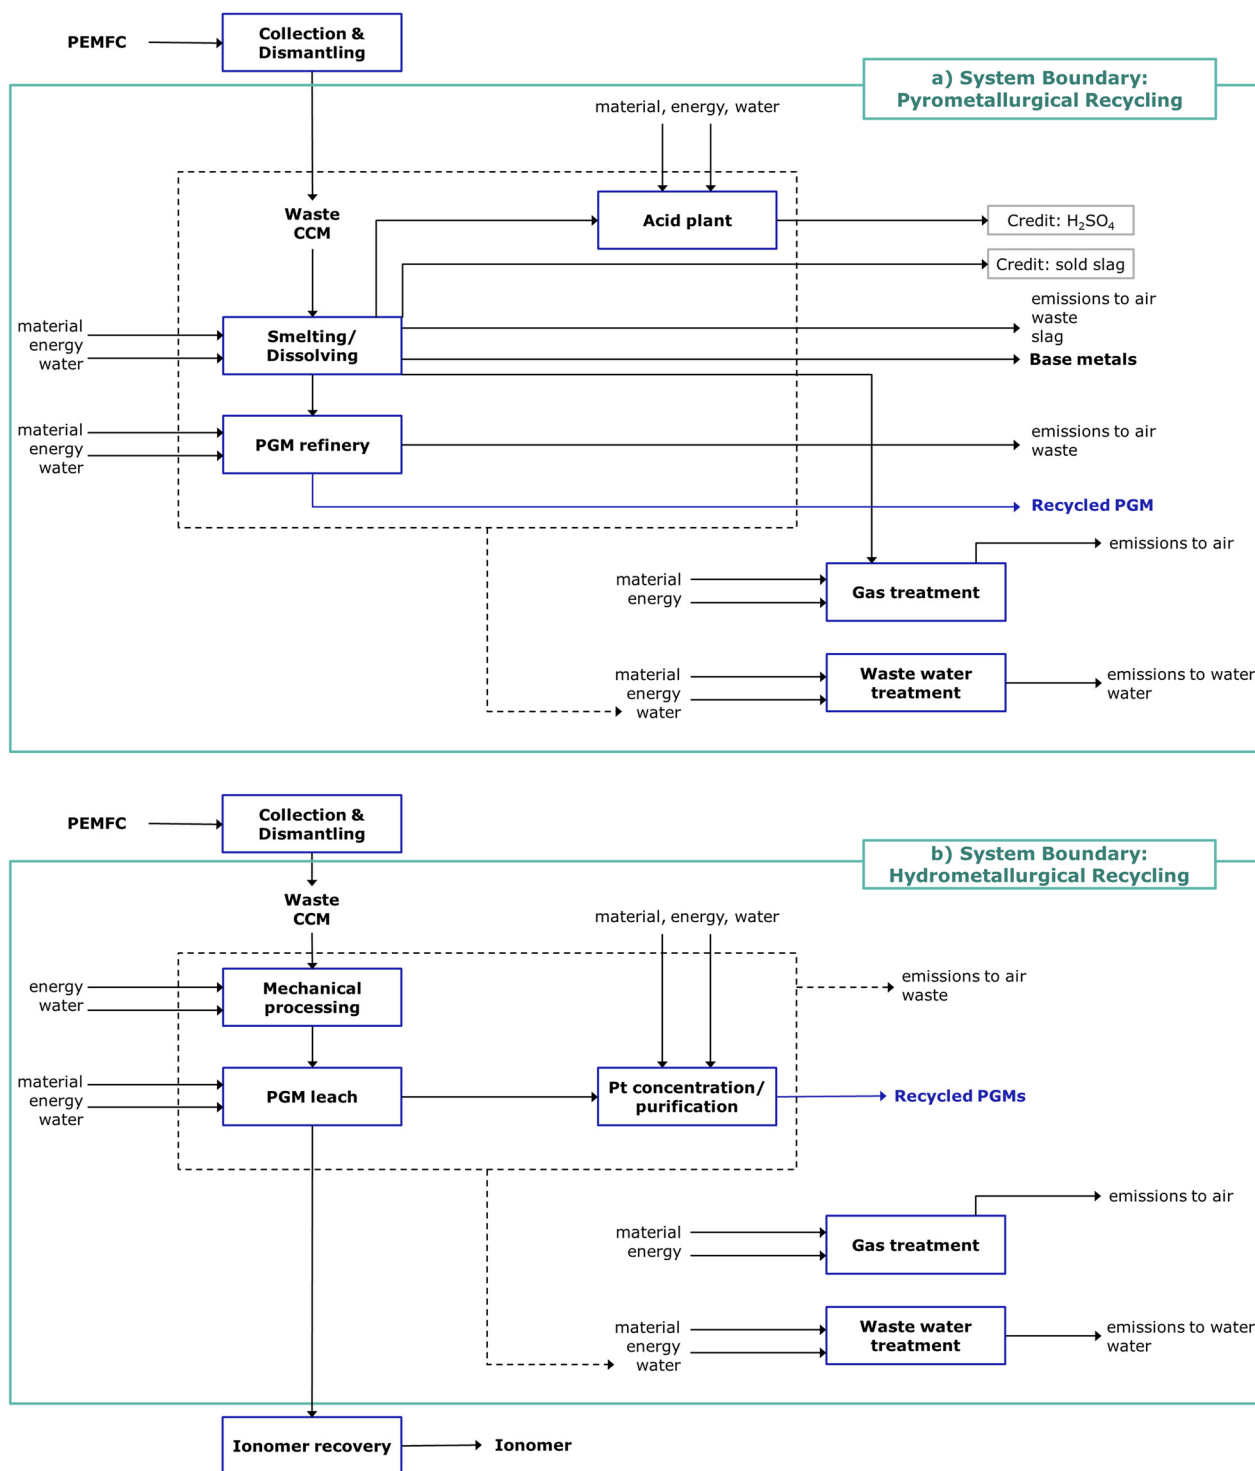 PEMFC
Collection &
Dismantling
a) System Boundary:
Pyrometallurgical Recycling
material, energy, water
Waste
CCM
Acid plant
Credit: H₂SO₄
Credit: sold slag
material
energy
water
Smelting/
Dissolving
emissions to air
waste
slag
Base metals
material
energy
water
PGM refinery
emissions to air
waste
Recycled PGM
emissions to air
material
energy
Gas treatment
material
energy
water
Waste water
treatment
emissions to water
water
PEMFC
Collection &
Dismantling
b) System Boundary:
Hydrometallurgical Recycling
Waste
CCM
material, energy, water
energy
water
Mechanical
processing
emissions to air
waste
material
energy
water
PGM leach
Pt concentration/
purification
Recycled PGMs
emissions to air
material
energy
Gas treatment
material
energy
water
Waste water
treatment
emissions to water
water
Ionomer recovery
Ionomer